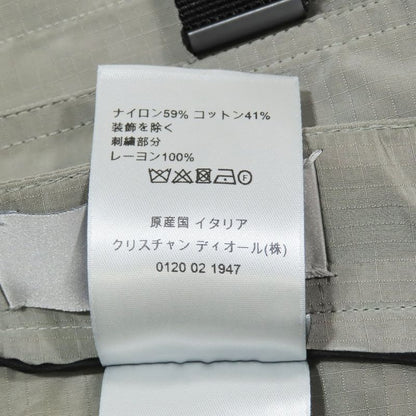 ナイロン59% コットン41%
装飾を除く
刺繍部分
レーヨン100%
F
原産国 イタリア
クリスチャン ディオール(株)
0120 02 1947